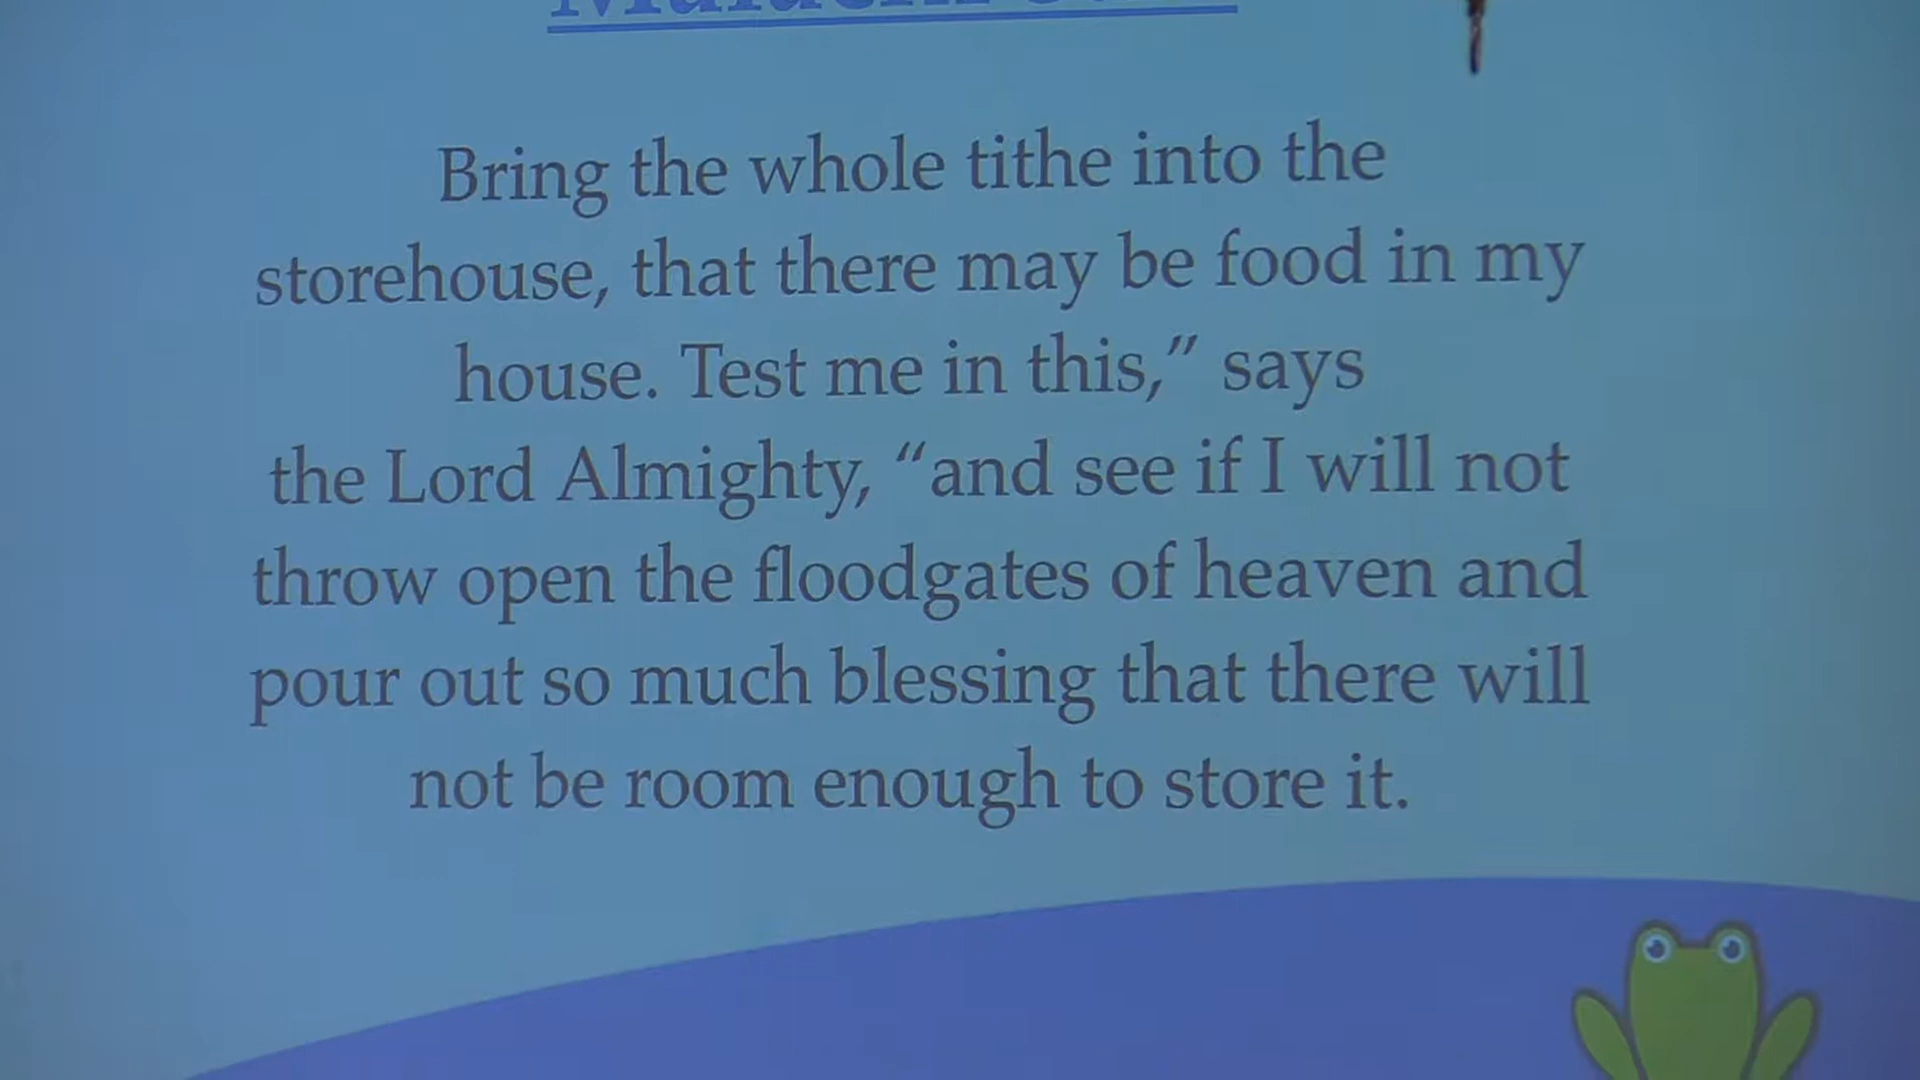 Bring the whole tithe into the
storehouse, that there may be food in my
house. Test me in this,” says
the Lord Almighty, “and see if I will not
throw open the floodgates of heaven and
pour out so much blessing that there will
not be room enough to store it.